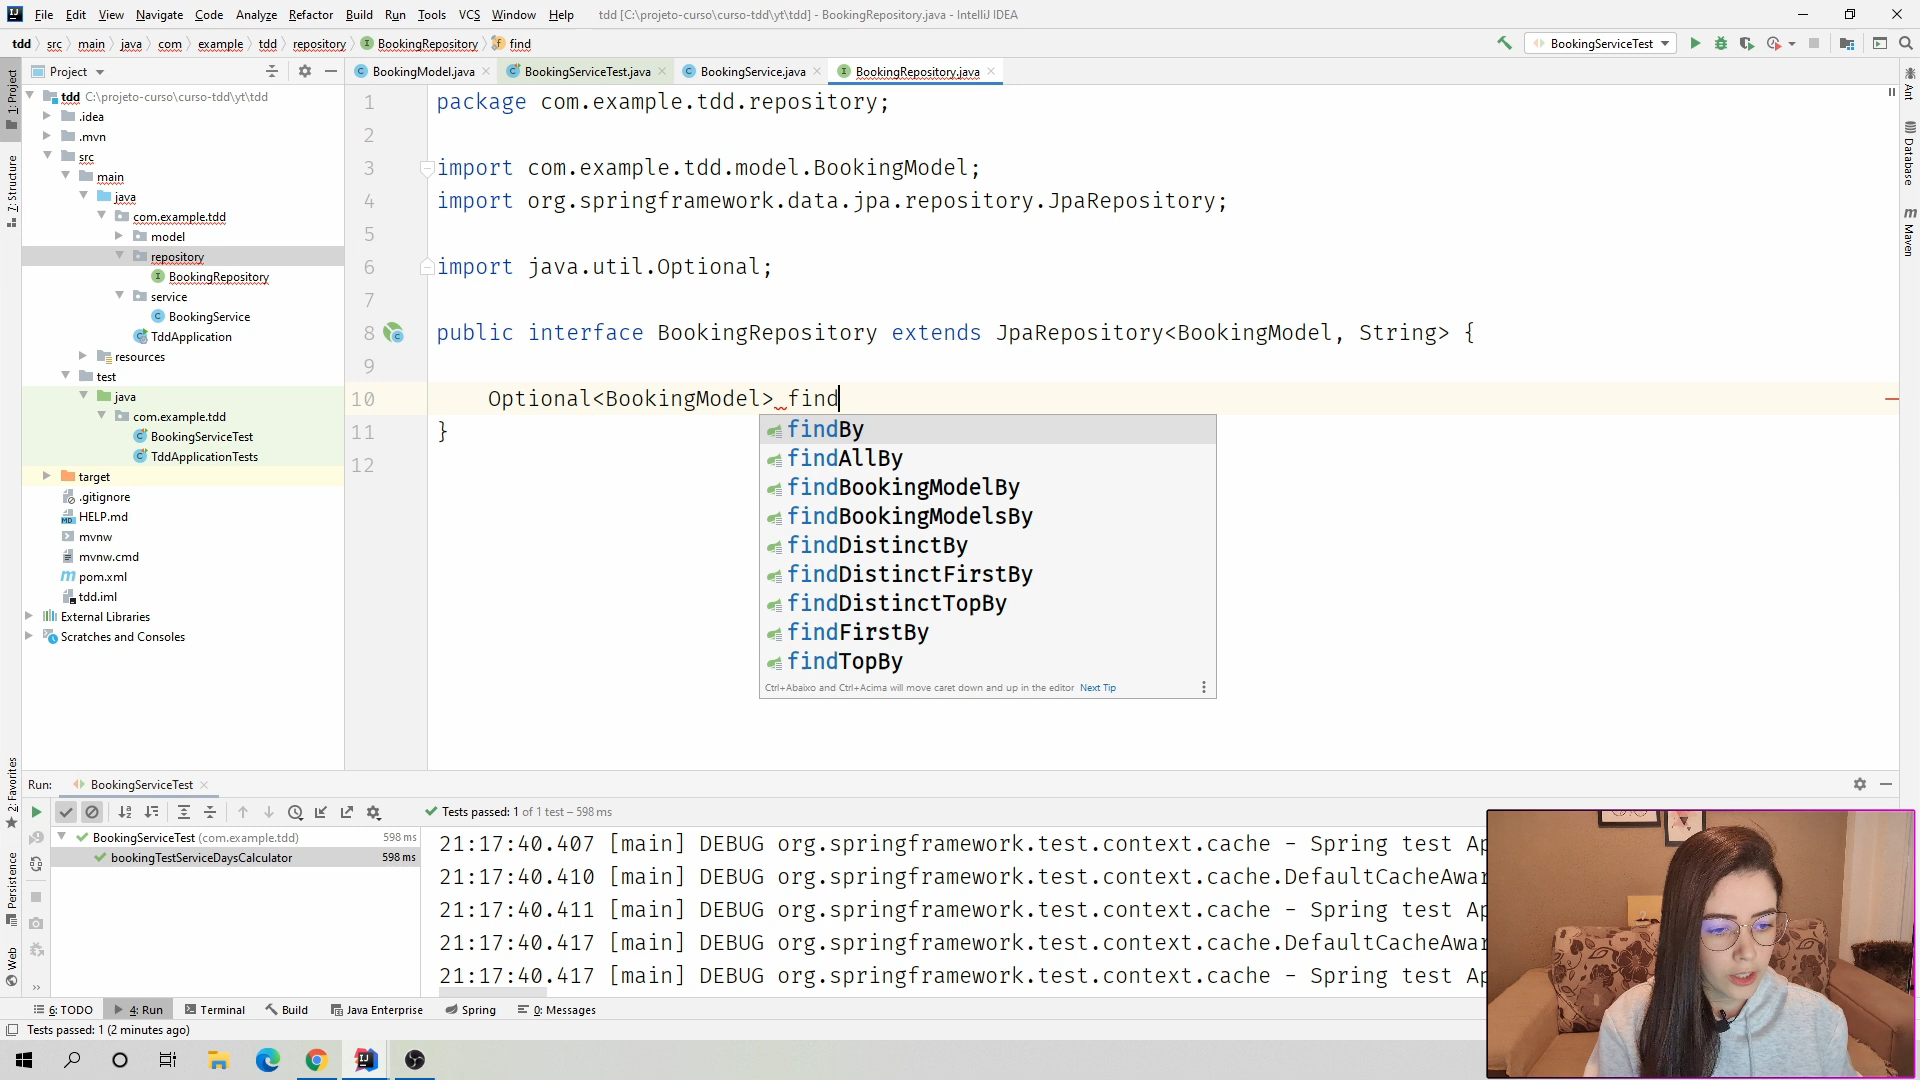 File Edit View Navigate Code Analyze Refactor Build Run Tools VCS Window Help tdd [C:\projeto-curso\curso-tdd\yt\tdd] - BookingRepository.java - IntelliJ IDEA
tdd src main java com example tdd repository BookingRepository find BookingServiceTest
Project BookingModel.java BookingServiceTest.java BookingService.java BookingRepository.java
1: Project
Z: Structure
2: Favorites
Persistence
Web
Ant
Database
Maven
tdd C:\projeto-curso\curso-tdd\yt\tdd
.idea
.mvn
src
main
java
com.example.tdd
model
repository
BookingRepository
service
BookingService
TddApplication
resources
test
java
com.example.tdd
BookingServiceTest
TddApplicationTests
target
.gitignore
HELP.md
mvnw
mvnw.cmd
pom.xml
tdd.iml
External Libraries
Scratches and Consoles
1 package com.example.tdd.repository;
2
3 import com.example.tdd.model.BookingModel;
4 import org.springframework.data.jpa.repository.JpaRepository;
5
6 import java.util.Optional;
7
8 public interface BookingRepository extends JpaRepository<BookingModel, String> {
9
10 Optional<BookingModel> find
11 }
12
findBy
findAllBy
findBookingModelBy
findBookingModelsBy
findDistinctBy
findDistinctFirstBy
findDistinctTopBy
findFirstBy
findTopBy
Ctrl+Abaixo and Ctrl+Acima will move caret down and up in the editor Next Tip
Run: BookingServiceTest
Tests passed: 1 of 1 test – 598 ms
BookingServiceTest (com.example.tdd) 598 ms
bookingTestServiceDaysCalculator 598 ms
21:17:40.407 [main] DEBUG org.springframework.test.context.cache - Spring test Ap
21:17:40.410 [main] DEBUG org.springframework.test.context.cache.DefaultCacheAwar
21:17:40.411 [main] DEBUG org.springframework.test.context.cache - Spring test Ap
21:17:40.417 [main] DEBUG org.springframework.test.context.cache.DefaultCacheAwar
21:17:40.417 [main] DEBUG org.springframework.test.context.cache - Spring test Ap
6: TODO 4: Run Terminal Build Java Enterprise Spring 0: Messages
Tests passed: 1 (2 minutes ago)